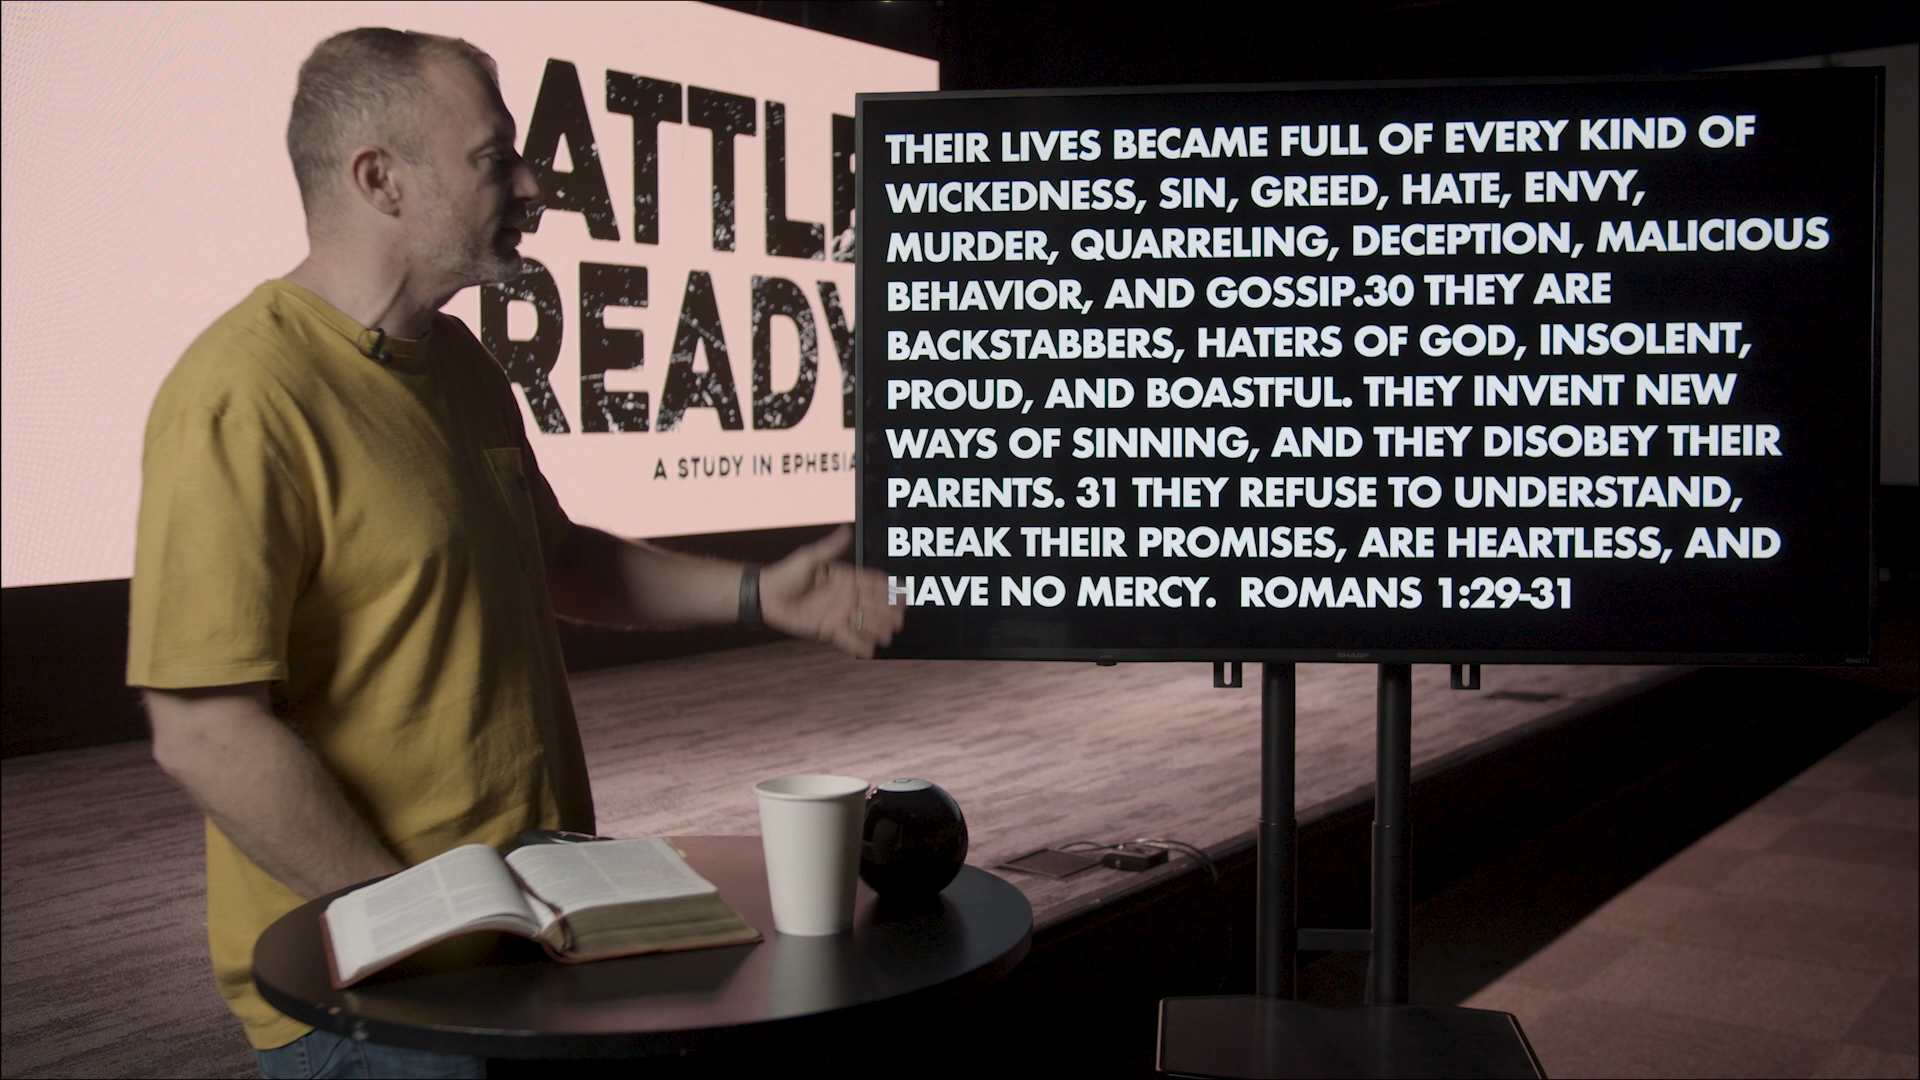 ATTLE
READY
A STUDY IN EPHESIA
THEIR LIVES BECAME FULL OF EVERY KIND OF
WICKEDNESS, SIN, GREED, HATE, ENVY,
MURDER, QUARRELING, DECEPTION, MALICIOUS
BEHAVIOR, AND GOSSIP.30 THEY ARE
BACKSTABBERS, HATERS OF GOD, INSOLENT,
PROUD, AND BOASTFUL. THEY INVENT NEW
WAYS OF SINNING, AND THEY DISOBEY THEIR
PARENTS. 31 THEY REFUSE TO UNDERSTAND,
BREAK THEIR PROMISES, ARE HEARTLESS, AND
HAVE NO MERCY.  ROMANS 1:29-31
SHARP